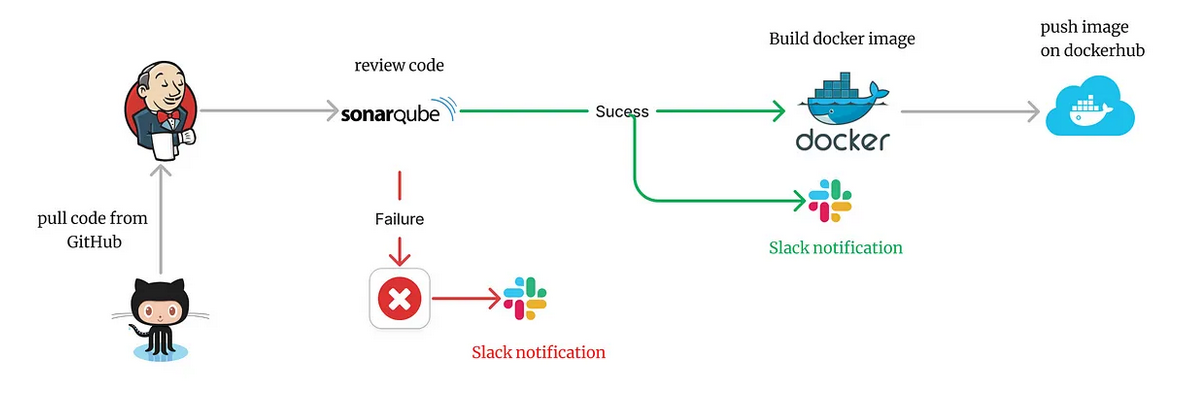 push image
on dockerhub
Build docker image
review code
sonarqube
Sucess
docker
pull code from
GitHub
Failure
Slack notification
Slack notification